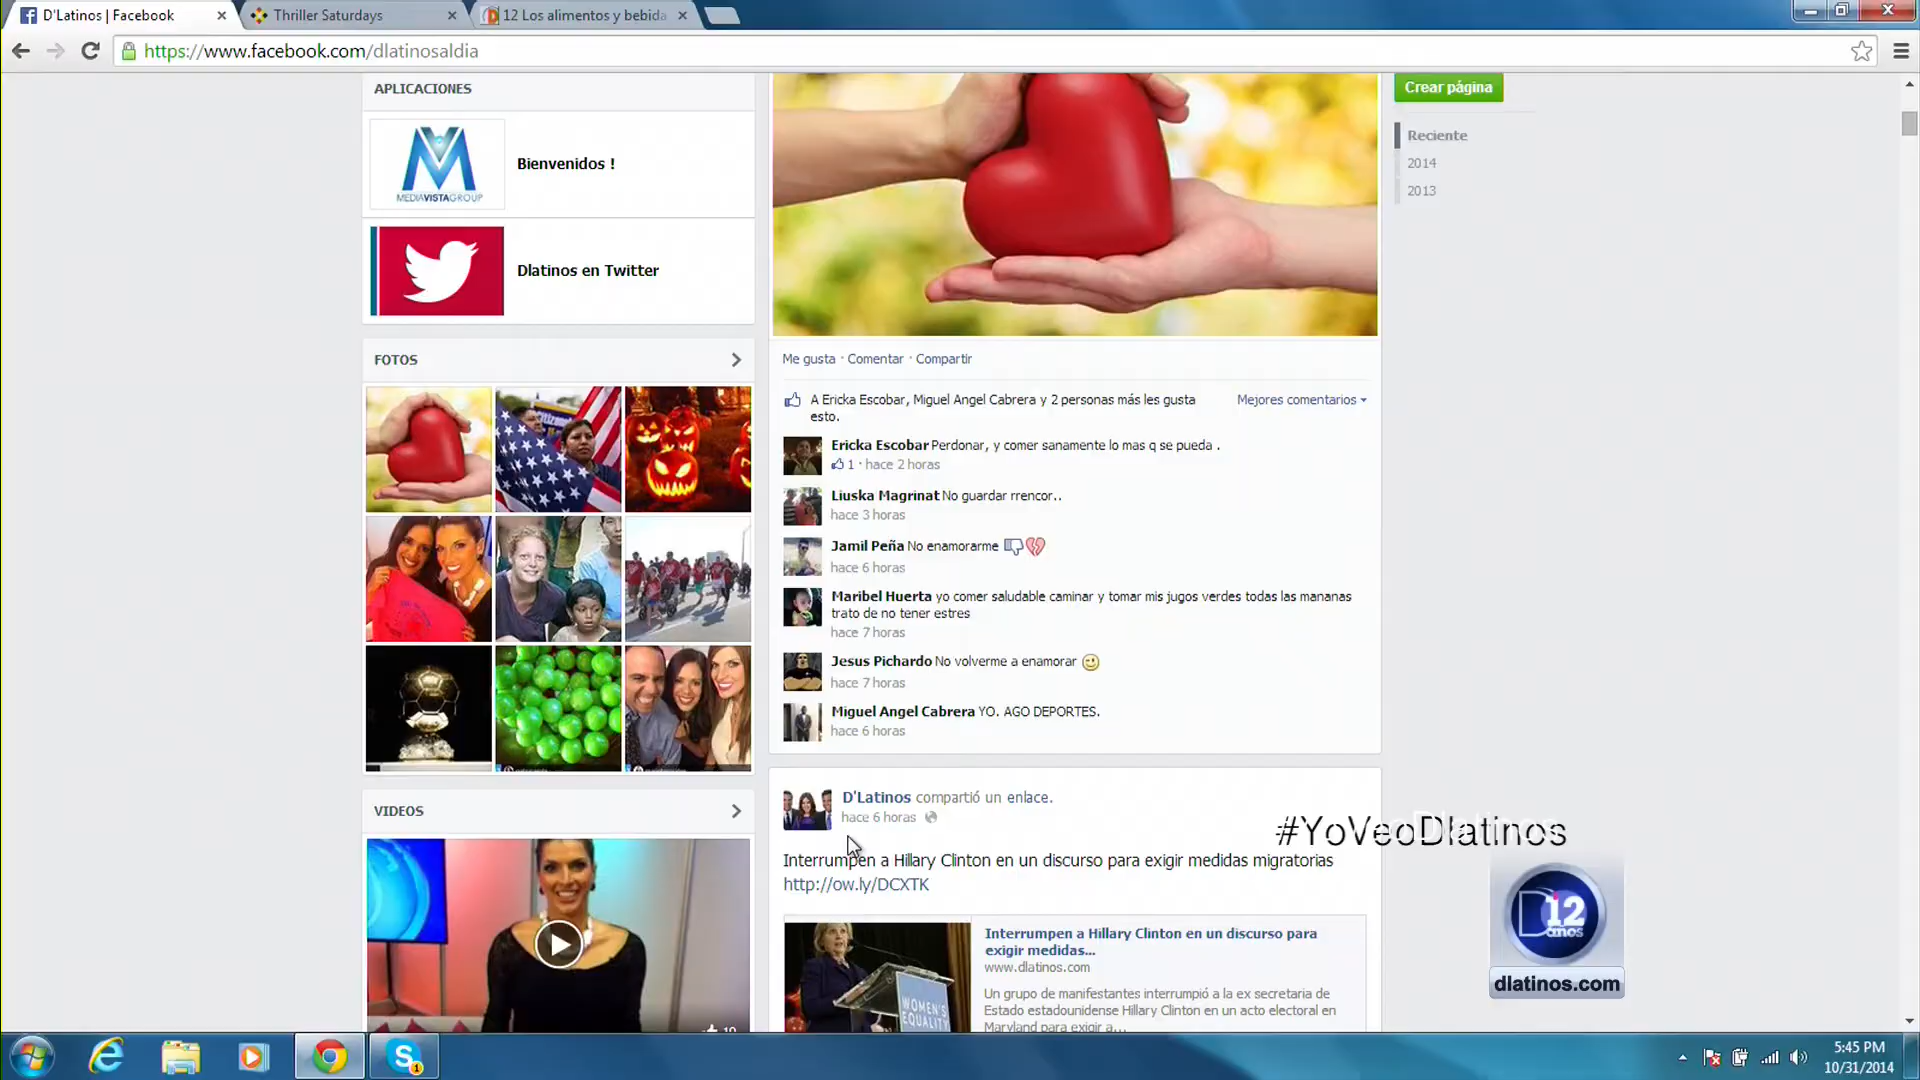 D'Latinos | Facebook
Thriller Saturdays
12 Los alimentos y bebida
https://www.facebook.com/dlatinosaldia
APLICACIONES
MEDIAVISTAGROUP
Bienvenidos !
Dlatinos en Twitter
FOTOS
VIDEOS
Crear página
Reciente
2014
2013
Me gusta · Comentar · Compartir
A Ericka Escobar, Miguel Angel Cabrera y 2 personas más les gusta
esto.
Mejores comentarios
Ericka Escobar Perdonar, y comer sanamente lo mas q se pueda .
1 · hace 2 horas
Liuska Magrinat No guardar rrencor..
hace 3 horas
Jamil Peña No enamorarme
hace 6 horas
Maribel Huerta yo comer saludable caminar y tomar mis jugos verdes todas las mananas
trato de no tener estres
hace 7 horas
Jesus Pichardo No volverme a enamorar
hace 7 horas
Miguel Angel Cabrera YO. AGO DEPORTES.
hace 6 horas
D'Latinos compartió un enlace.
hace 6 horas
Interrumpen a Hillary Clinton en un discurso para exigir medidas migratorias
http://ow.ly/DCXTK
WOMEN'S
EQUALITY
Interrumpen a Hillary Clinton en un discurso para
exigir medidas...
www.dlatinos.com
Un grupo de manifestantes interrumpió a la ex secretaria de
Estado estadounidense Hillary Clinton en un acto electoral en
Maryland para exigir a...
#YoVeoDlatinos
D12
anos
dlatinos.com
1
5:45 PM
10/31/2014